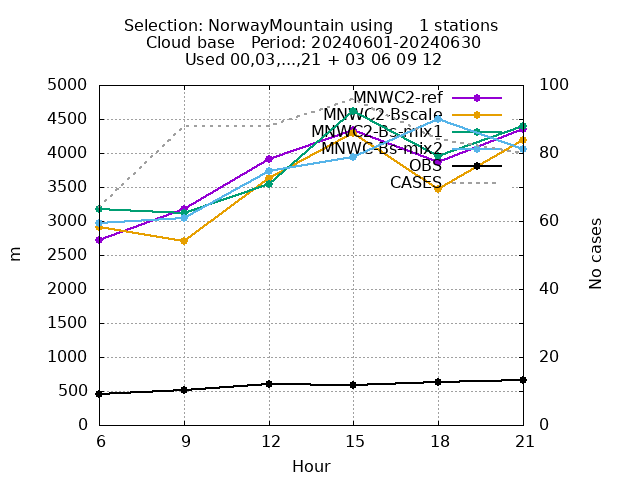 Selection: NorwayMountain using     1 stations
Cloud base   Period: 20240601-20240630
Used 00,03,...,21 + 03 06 09 12
5000 100
4500 MNWC2-ref
MNWC2-Bscale
4000 MNWC2-Bs-mix1 80
MNWC-Bs-mix2
OBS
3500 CASES
3000 60
2500
2000 40
1500
1000 20
500
0 0
6 9 12 15 18 21
Hour
m
No cases